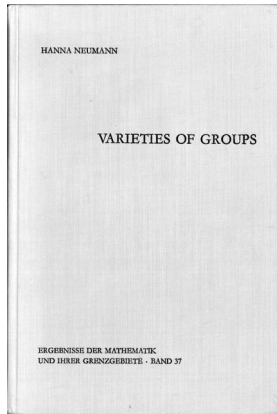 HANNA NEUMANN
VARIETIES OF GROUPS
ERGEBNISSE DER MATHEMATIK
UND IHRER GRENZGEBIETE · BAND 37